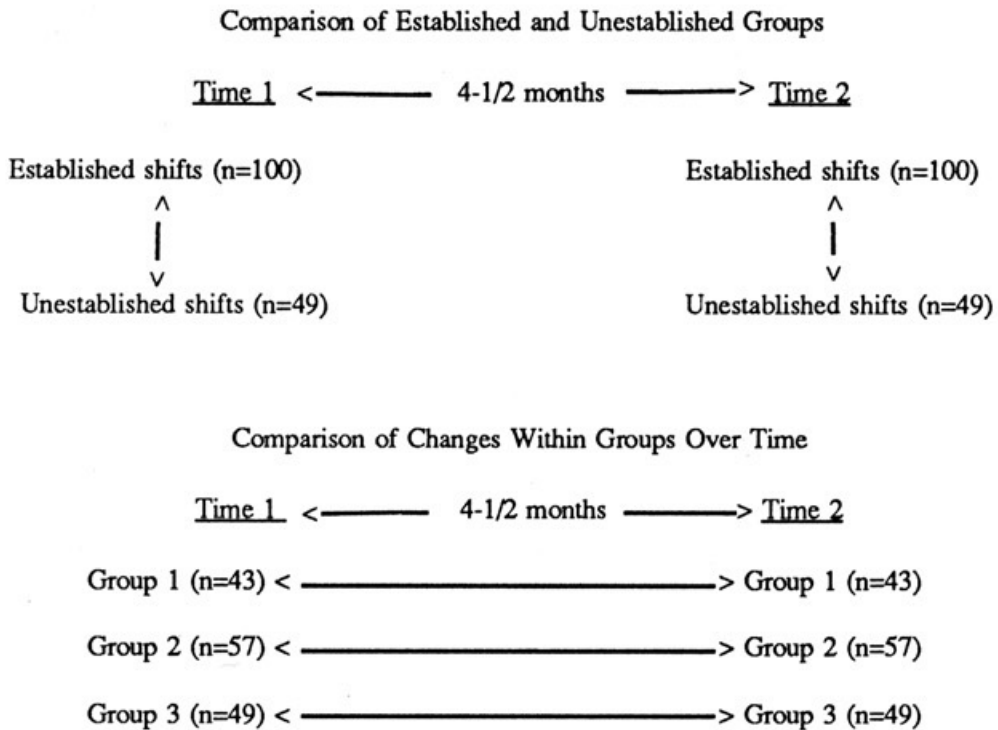 Comparison of Established and Unestablished Groups
Time 1 <——— 4-1/2 months ———> Time 2
Established shifts (n=100) Established shifts (n=100)
Unestablished shifts (n=49) Unestablished shifts (n=49)
Comparison of Changes Within Groups Over Time
Time 1 <——— 4-1/2 months ———> Time 2
Group 1 (n=43) <———> Group 1 (n=43)
Group 2 (n=57) <———> Group 2 (n=57)
Group 3 (n=49) <———> Group 3 (n=49)